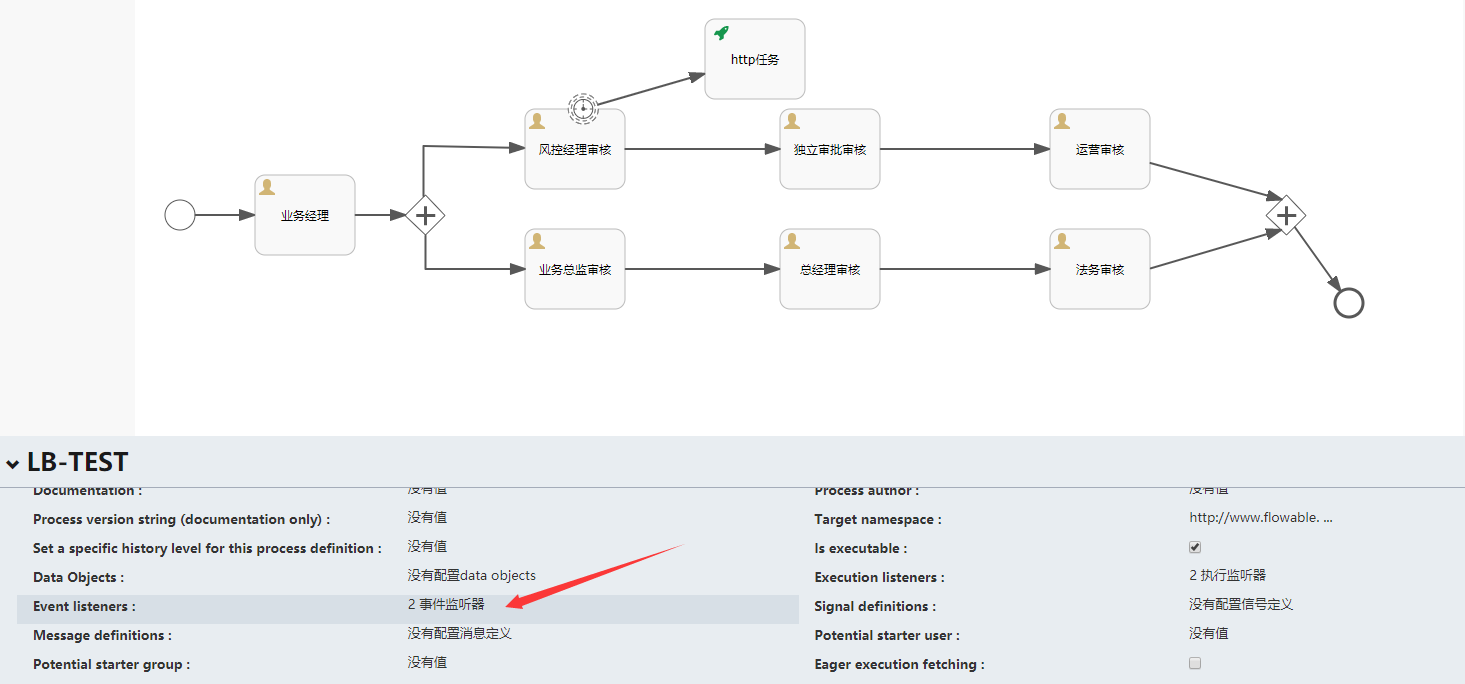 http任务
风控经理审核
独立审批审核
运营审核
业务经理
业务总监审核
总经理审核
法务审核
LB-TEST
Documentation : 没有值 Process author : 没有值
Process version string (documentation only) : 没有值 Target namespace : http://www.flowable. ...
Set a specific history level for this process definition : 没有值 Is executable :
Data Objects : 没有配置data objects Execution listeners : 2 执行监听器
Event listeners : 2 事件监听器 Signal definitions : 没有配置信号定义
Message definitions : 没有配置消息定义 Potential starter user : 没有值
Potential starter group : 没有值 Eager execution fetching :